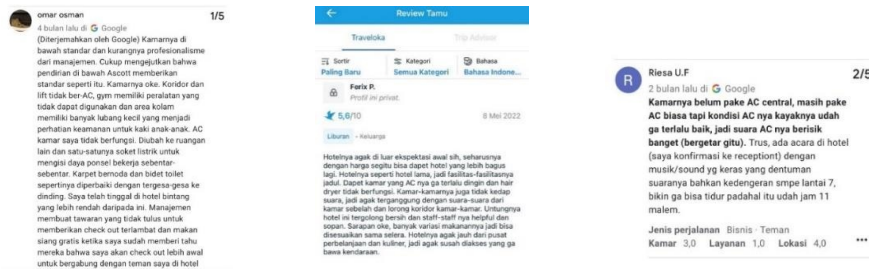 omar osman
1/5
4 bulan lalu di G Google
(Diterjemahkan oleh Google) Kamarnya di
bawah standar dan kurangnya profesionalisme
dari manajemen. Cukup mengejutkan bahwa
pendirian di bawah Ascott memberikan
standar seperti itu. Kamarnya oke. Koridor dan
lift tidak ber-AC, gym memiliki peralatan yang
tidak dapat digunakan dan area kolam
memiliki banyak lubang kecil yang menjadi
perhatian keamanan untuk kaki anak-anak. AC
kamar saya tidak berfungsi. Diubah ke ruangan
lain dan satu-satunya soket listrik untuk
mengisi daya ponsel bekerja sebentar-
sebentar. Karpet bernoda dan bidet toilet
sepertinya diperbaiki dengan tergesa-gesa ke
dinding. Saya telah tinggal di hotel bintang
yang lebih rendah daripada ini. Manajemen
membuat tawaran yang tidak tulus untuk
memberikan check out terlambat dan makan
siang gratis ketika saya sudah memberi tahu
mereka bahwa saya akan check out lebih awal
untuk bergabung dengan teman saya di hotel
Review Tamu
Traveloka
Trip Advisor
Sortir
Paling Baru
Kategori
Semua Kategori
Bahasa
Bahasa Indone...
Farix P.
Profil ini privat.
5,6/10
8 Mei 2022
Liburan - Keluarga
Hotelnya agak di luar ekspektasi awal sih, seharusnya
dengan harga segitu bisa dapet hotel yang lebih bagus
lagi. Hotelnya seperti hotel lama, jadi fasilitas-fasilitasnya
jadul. Dapet kamar yang AC nya ga terlalu dingin dan hair
dryer tidak berfungsi. Kamar-kamarnya juga tidak kedap
suara, jadi agak terganggu dengan suara-suara dari
kamar sebelah dan lorong koridor kamar-kamar. Untungnya
hotel ini tergolong bersih dan staff-staff nya helpful dan
sopan. Sarapan oke, banyak variasi makanannya jadi bisa
disesuaikan sama selera. Hotelnya agak jauh dari pusat
perbelanjaan dan kuliner, jadi agak susah diakses yang ga
bawa kendaraan.
R
Riesa U.F
2/5
2 bulan lalu di G Google
Kamarnya belum pake AC central, masih pake
AC biasa tapi kondisi AC nya kayaknya udah
ga terlalu baik, jadi suara AC nya berisik
banget (bergetar gitu). Trus, ada acara di hotel
(saya konfirmasi ke receptiont) dengan
musik/sound yg keras yang dentuman
suaranya bahkan kedengeran smpe lantai 7,
bikin ga bisa tidur padahal itu udah jam 11
malem.
Jenis perjalanan Bisnis · Teman
Kamar 3,0 Layanan 1,0 Lokasi 4,0